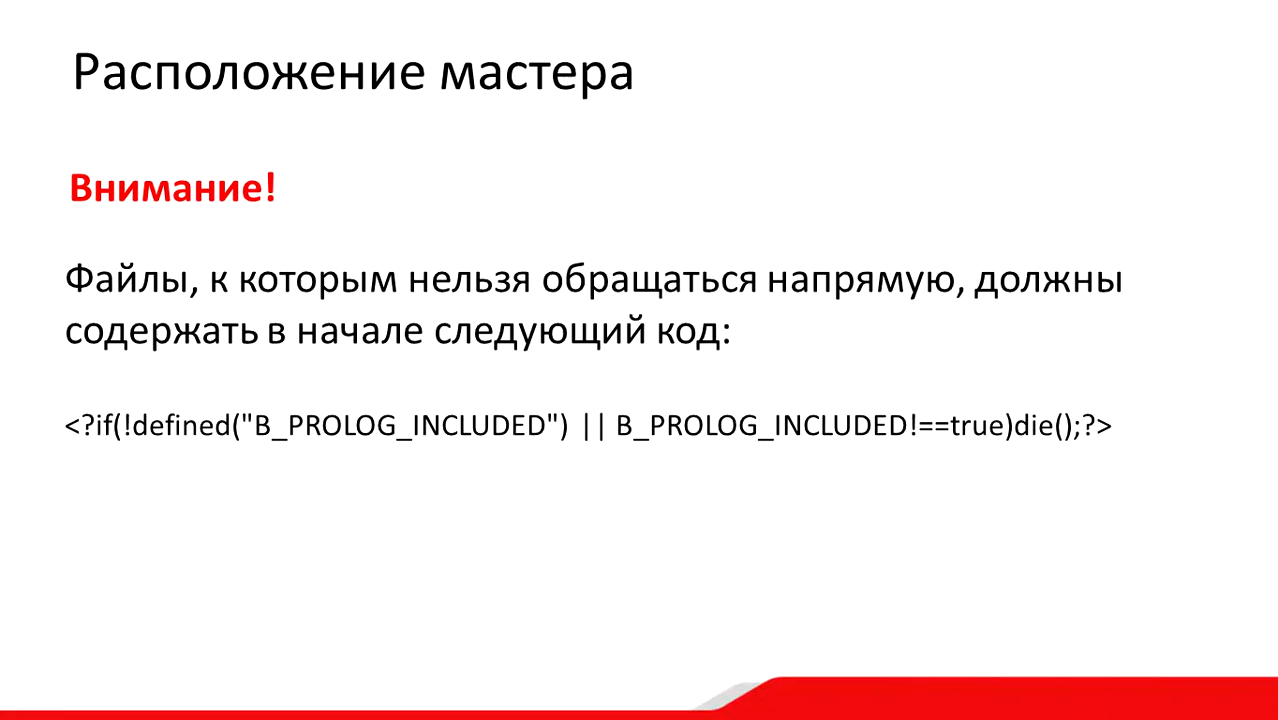 Расположение мастера
Внимание!
Файлы, к которым нельзя обращаться напрямую, должны
содержать в начале следующий код:
<?if(!defined("B_PROLOG_INCLUDED") || B_PROLOG_INCLUDED!==true)die();?>